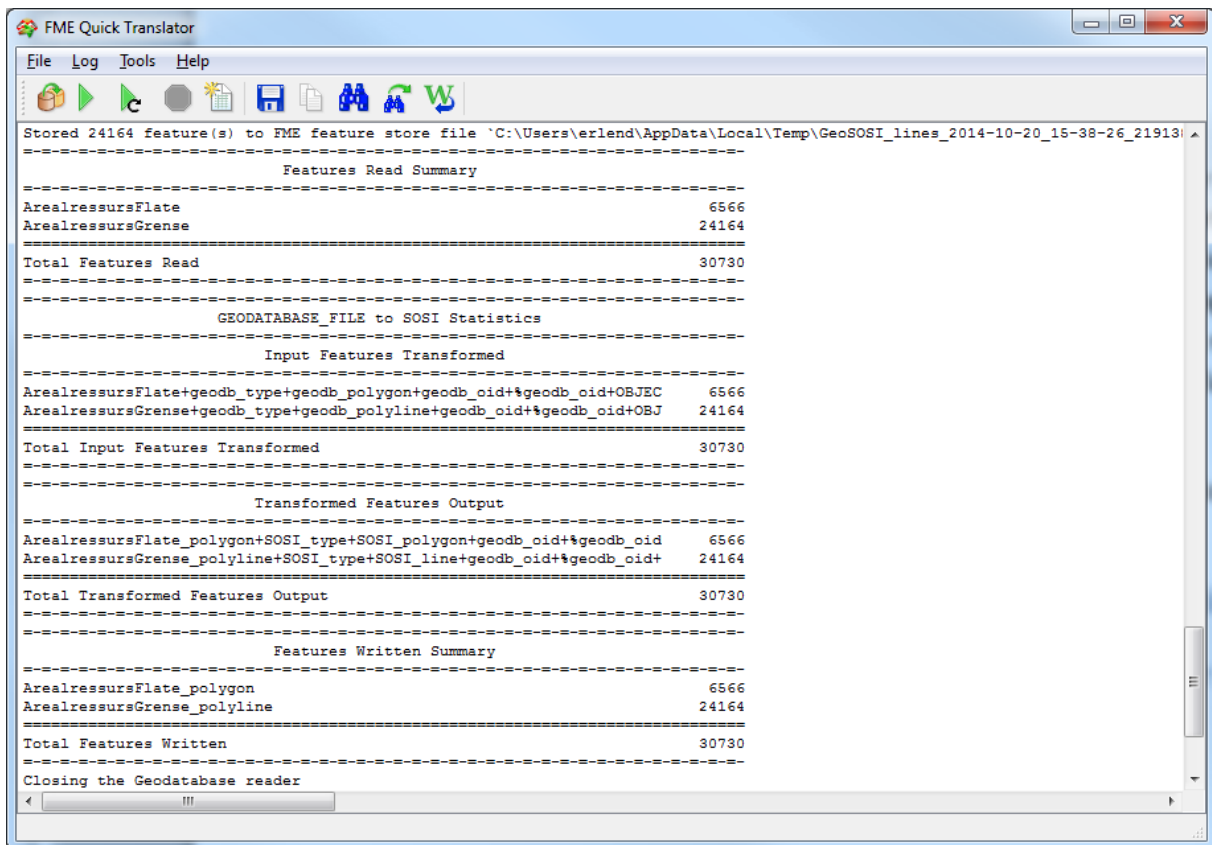 FME Quick Translator
File Log Tools Help
Stored 24164 feature(s) to FME feature store file `C:\Users\erlend\AppData\Local\Temp\GeoSOSI_lines_2014-10-20_15-38-26_21913
=-=-=-=-=-=-=-=-=-=-=-=-=-=-=-=-=-=-=-=-=-=-=-=-=-=-=-=-=-=-=-=-=-=-=-=-=-=-
Features Read Summary
=-=-=-=-=-=-=-=-=-=-=-=-=-=-=-=-=-=-=-=-=-=-=-=-=-=-=-=-=-=-=-=-=-=-=-=-=-=-
ArealressursFlate 6566
ArealressursGrense 24164
==============================================================================
Total Features Read 30730
=-=-=-=-=-=-=-=-=-=-=-=-=-=-=-=-=-=-=-=-=-=-=-=-=-=-=-=-=-=-=-=-=-=-=-=-=-=-
=-=-=-=-=-=-=-=-=-=-=-=-=-=-=-=-=-=-=-=-=-=-=-=-=-=-=-=-=-=-=-=-=-=-=-=-=-=-
GEODATABASE_FILE to SOSI Statistics
=-=-=-=-=-=-=-=-=-=-=-=-=-=-=-=-=-=-=-=-=-=-=-=-=-=-=-=-=-=-=-=-=-=-=-=-=-=-
Input Features Transformed
=-=-=-=-=-=-=-=-=-=-=-=-=-=-=-=-=-=-=-=-=-=-=-=-=-=-=-=-=-=-=-=-=-=-=-=-=-=-
ArealressursFlate+geodb_type+geodb_polygon+geodb_oid+%geodb_oid+OBJEC 6566
ArealressursGrense+geodb_type+geodb_polyline+geodb_oid+%geodb_oid+OBJ 24164
==============================================================================
Total Input Features Transformed 30730
=-=-=-=-=-=-=-=-=-=-=-=-=-=-=-=-=-=-=-=-=-=-=-=-=-=-=-=-=-=-=-=-=-=-=-=-=-=-
=-=-=-=-=-=-=-=-=-=-=-=-=-=-=-=-=-=-=-=-=-=-=-=-=-=-=-=-=-=-=-=-=-=-=-=-=-=-
Transformed Features Output
=-=-=-=-=-=-=-=-=-=-=-=-=-=-=-=-=-=-=-=-=-=-=-=-=-=-=-=-=-=-=-=-=-=-=-=-=-=-
ArealressursFlate_polygon+SOSI_type+SOSI_polygon+geodb_oid+%geodb_oid 6566
ArealressursGrense_polyline+SOSI_type+SOSI_line+geodb_oid+%geodb_oid+ 24164
==============================================================================
Total Transformed Features Output 30730
=-=-=-=-=-=-=-=-=-=-=-=-=-=-=-=-=-=-=-=-=-=-=-=-=-=-=-=-=-=-=-=-=-=-=-=-=-=-
=-=-=-=-=-=-=-=-=-=-=-=-=-=-=-=-=-=-=-=-=-=-=-=-=-=-=-=-=-=-=-=-=-=-=-=-=-=-
Features Written Summary
=-=-=-=-=-=-=-=-=-=-=-=-=-=-=-=-=-=-=-=-=-=-=-=-=-=-=-=-=-=-=-=-=-=-=-=-=-=-
ArealressursFlate_polygon 6566
ArealressursGrense_polyline 24164
==============================================================================
Total Features Written 30730
=-=-=-=-=-=-=-=-=-=-=-=-=-=-=-=-=-=-=-=-=-=-=-=-=-=-=-=-=-=-=-=-=-=-=-=-=-=-
Closing the Geodatabase reader